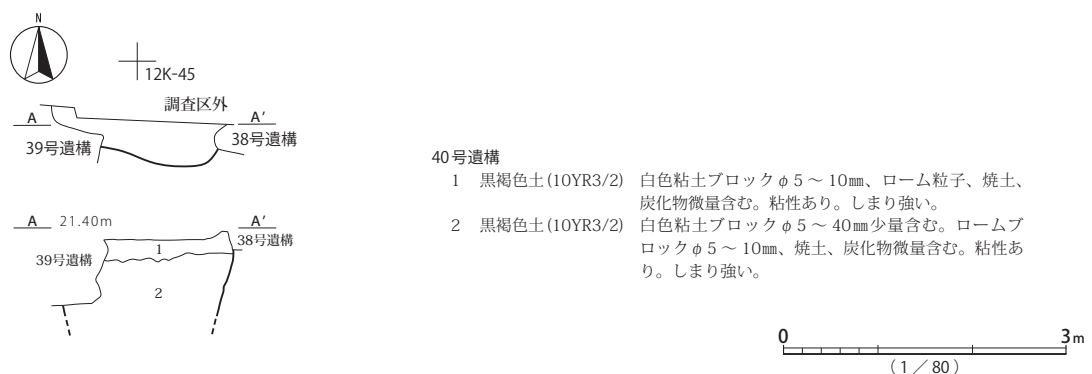 N
12K-45
調査区外
A A'
39号遺構 38号遺構
A 21.40m A'
38号遺構
39号遺構
1
2
40号遺構
1 黒褐色土(10YR3/2) 白色粘土ブロックφ5～10㎜、ローム粒子、焼土、
炭化物微量含む。粘性あり。しまり強い。
2 黒褐色土(10YR3/2) 白色粘土ブロックφ5～40㎜少量含む。ロームブ
ロックφ5～10㎜、焼土、炭化物微量含む。粘性あ
り。しまり強い。
0 3m
(1／80)